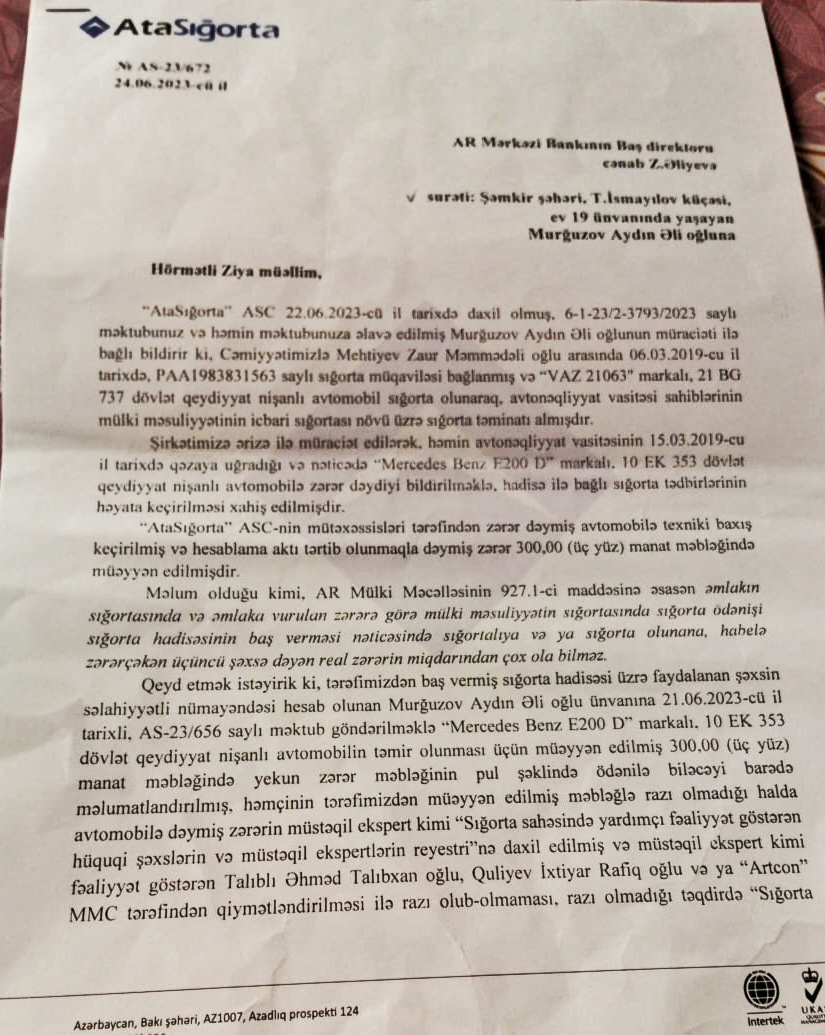 AtaSığorta
№ AS-23/672
24.06.2023-cü il
AR Mərkəzi Bankının Baş direktoru
cənab Z.Əliyevə
✓ surəti: Şəmkir şəhəri, T.İsmayılov küçəsi,
ev 19 ünvanında yaşayan
Murğuzov Aydın Əli oğluna
Hörmətli Ziya müəllim,
"AtaSığorta" ASC 22.06.2023-cü il tarixdə daxil olmuş, 6-1-23/2-3793/2023 saylı
məktubunuz və həmin məktubunuza əlavə edilmiş Murğuzov Aydın Əli oğlunun müraciəti ilə
bağlı bildirir ki, Cəmiyyətimizlə Mehtiyev Zaur Məmmədəli oğlu arasında 06.03.2019-cu il
tarixdə, PAA1983831563 saylı sığorta müqaviləsi bağlanmış və "VAZ 21063" markalı, 21 BG
737 dövlət qeydiyyat nişanlı avtomobil sığorta olunaraq, avtonəqliyyat vasitəsi sahiblərinin
mülki məsuliyyətinin icbari sığortası növü üzrə sığorta təminatı almışdır.
Şirkətimizə ərizə ilə müraciət edilərək, həmin avtonəqliyyat vasitəsinin 15.03.2019-cu
il tarixdə qəzaya uğradığı və nəticədə "Mercedes Benz E200 D" markalı, 10 EK 353 dövlət
qeydiyyat nişanlı avtomobilə zərər dəydiyi bildirilməklə, hadisə ilə bağlı sığorta tədbirlərinin
həyata keçirilməsi xahiş edilmişdir.
"AtaSığorta" ASC-nin mütəxəssisləri tərəfindən zərər dəymiş avtomobilə texniki baxış
keçirilmiş və hesablama aktı tərtib olunmaqla dəymiş zərər 300,00 (üç yüz) manat məbləğində
müəyyən edilmişdir.
Məlum olduğu kimi, AR Mülki Məcəlləsinin 927.1-ci maddəsinə əsasən əmlakın
sığortasında və əmlaka vurulan zərərə görə mülki məsuliyyətin sığortasında sığorta ödənişi
sığorta hadisəsinin baş verməsi nəticəsində sığortalıya və ya sığorta olunana, habelə
zərərçəkən üçüncü şəxsə dəyən real zərərin miqdarından çox ola bilməz.
Qeyd etmək istəyirik ki, tərəfimizdən baş vermiş sığorta hadisəsi üzrə faydalanan şəxsin
səlahiyyətli nümayəndəsi hesab olunan Murğuzov Aydın Əli oğlu ünvanına 21.06.2023-cü il
tarixli, AS-23/656 saylı məktub göndərilməklə "Mercedes Benz E200 D" markalı, 10 EK 353
dövlət qeydiyyat nişanlı avtomobilin təmir olunması üçün müəyyən edilmiş 300,00 (üç yüz)
manat məbləğində yekun zərər məbləğinin pul şəklində ödənilə biləcəyi barədə
məlumatlandırılmış, həmçinin tərəfimizdən müəyyən edilmiş məbləğlə razı olmadığı halda
avtomobilə dəymiş zərərin müstəqil ekspert kimi "Sığorta sahəsində yardımçı fəaliyyət göstərən
hüquqi şəxslərin və müstəqil ekspertlərin reyestri"nə daxil edilmiş və müstəqil ekspert kimi
fəaliyyət göstərən Talıblı Əhməd Talıbxan oğlu, Quliyev İxtiyar Rafiq oğlu və ya "Artcon"
MMC tərəfindən qiymətləndirilməsi ilə razı olub-olmaması, razı olmadığı təqdirdə "Sığorta
Azərbaycan, Bakı şəhəri, AZ1007, Azadlıq prospekti 124
Intertek
UKAS